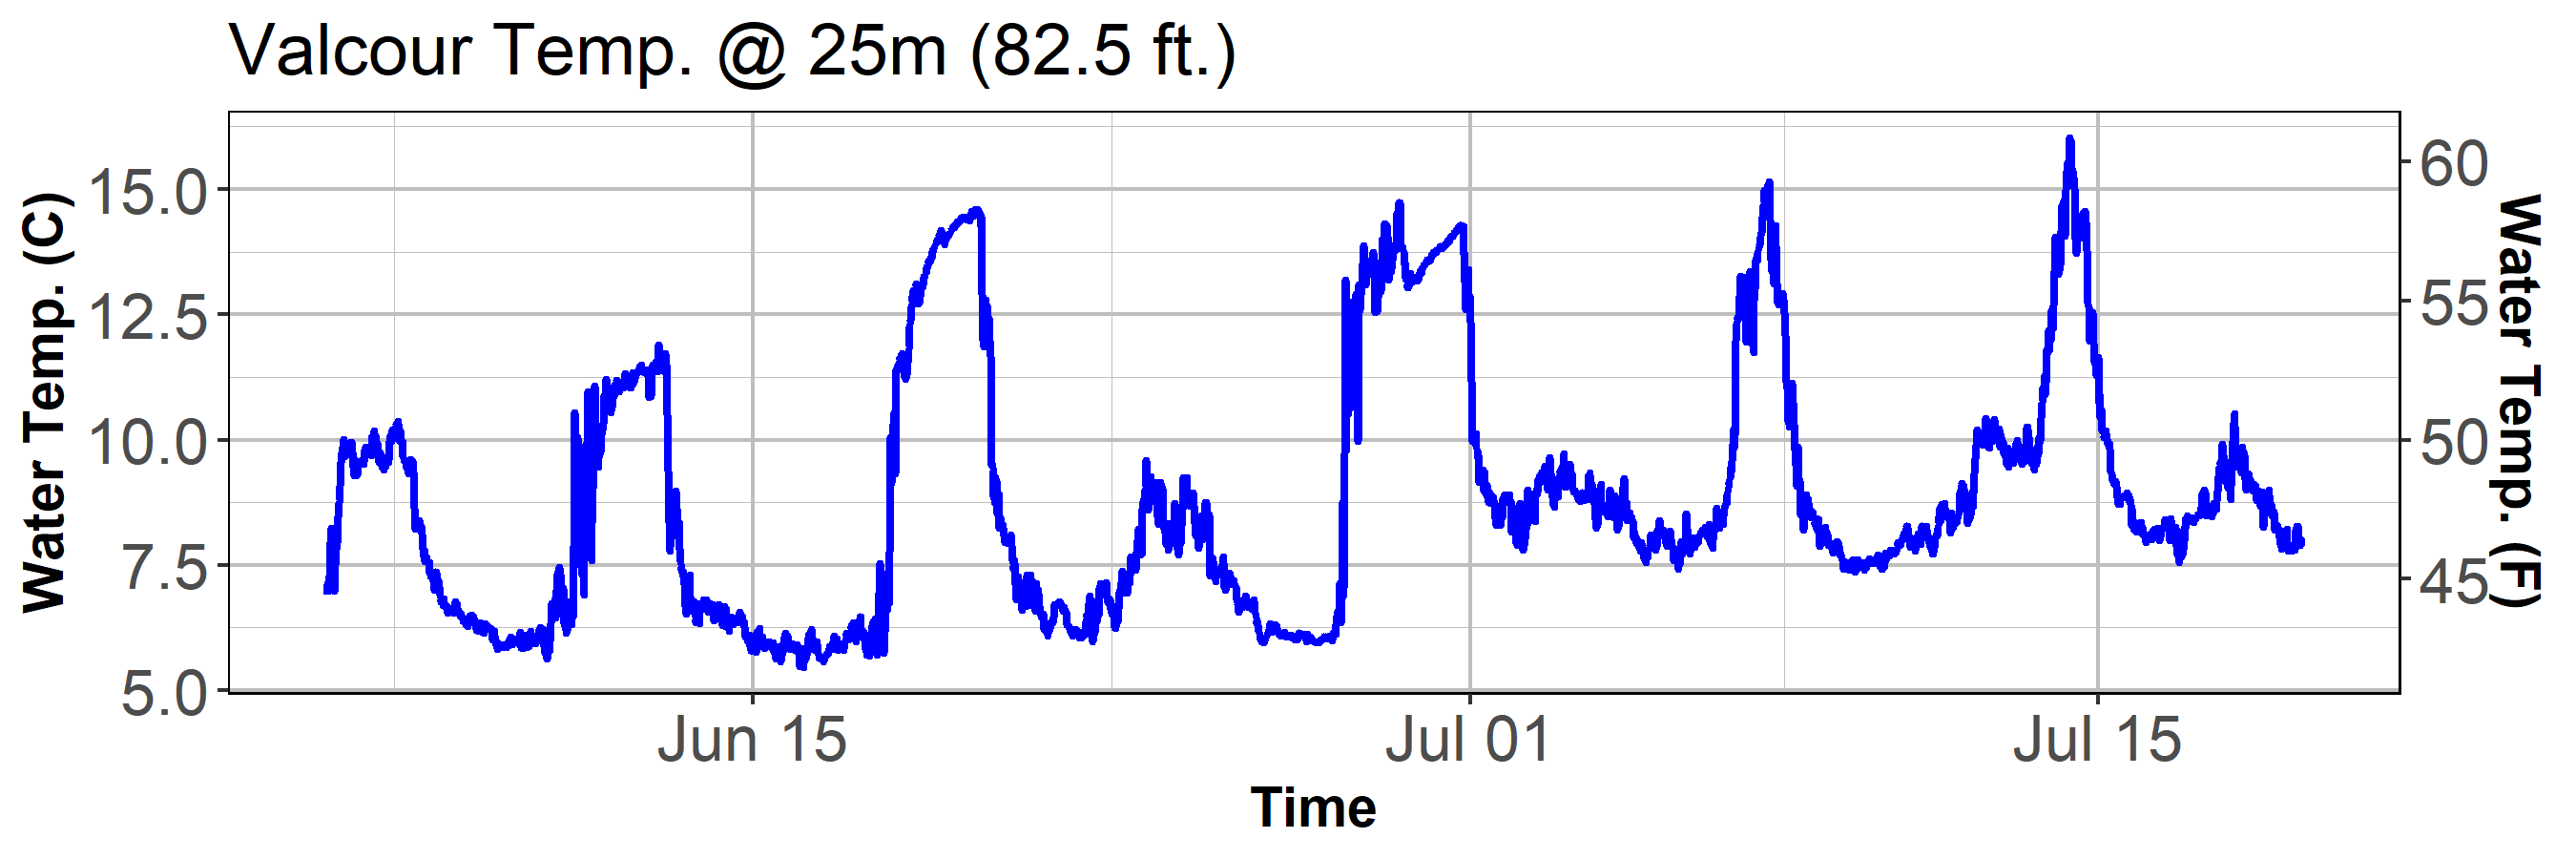 Valcour Temp. @ 25m (82.5 ft.)
Water Temp. (C)
15.0
12.5
10.0
7.5
5.0
60
55
50
45
Water Temp. (F)
Jun 15
Jul 01
Jul 15
Time